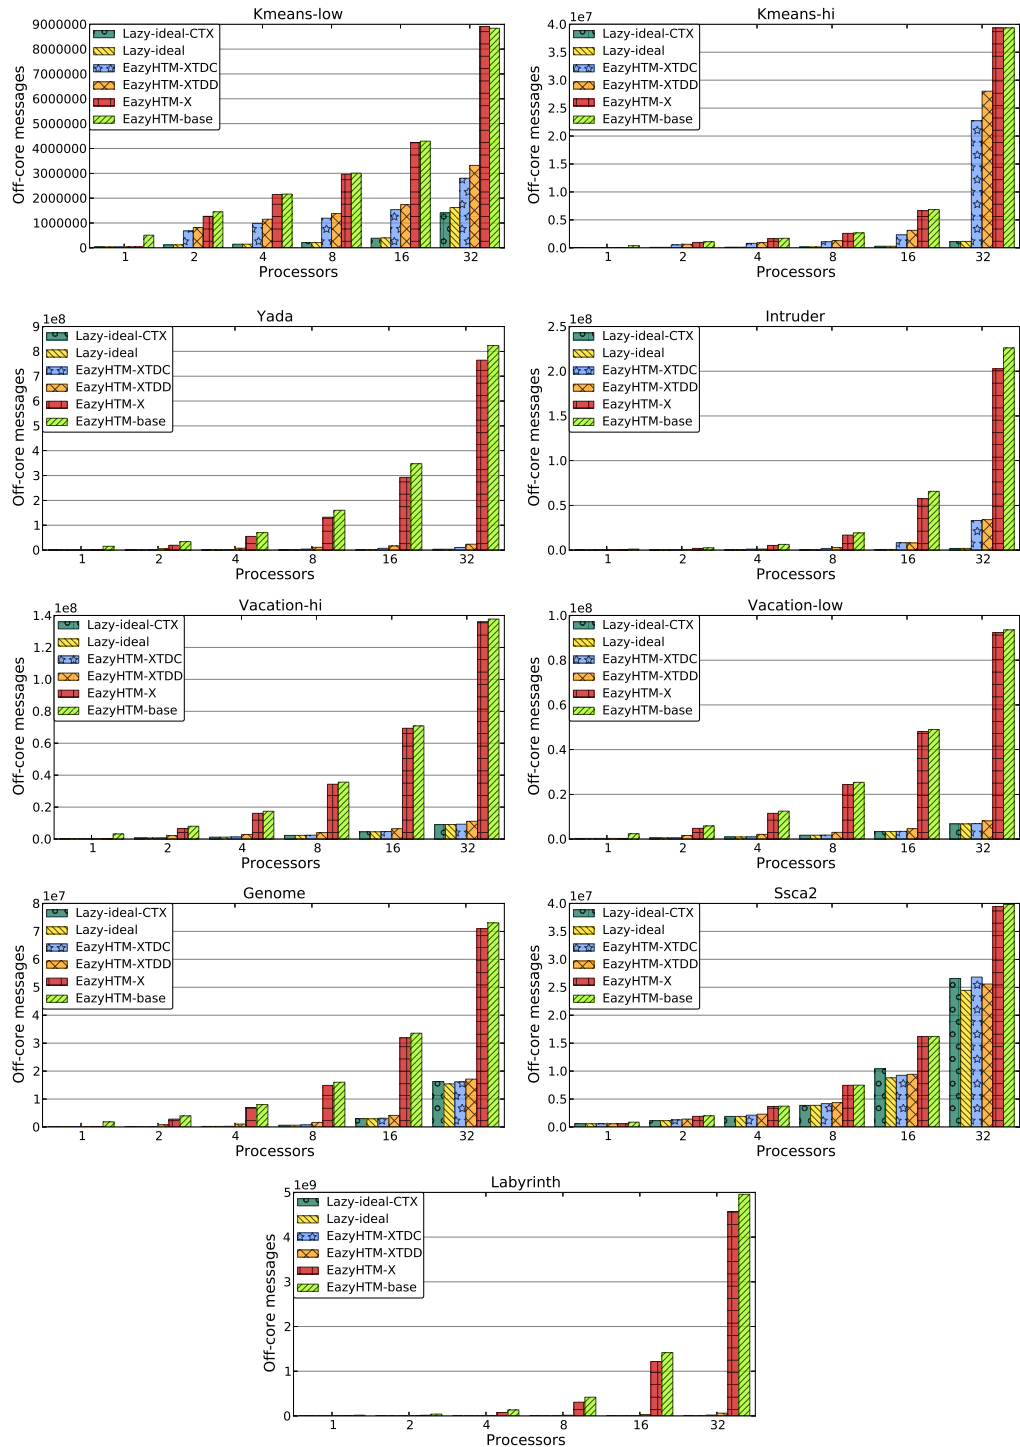 Kmeans-low
Off-core messages
9000000
8000000
7000000
6000000
5000000
4000000
3000000
2000000
1000000
0
Lazy-ideal-CTX
Lazy-ideal
EazyHTM-XTDC
EazyHTM-XTDD
EazyHTM-X
EazyHTM-base
1 2 4 8 16 32
Processors
Kmeans-hi
1e7
Off-core messages
4.0
3.5
3.0
2.5
2.0
1.5
1.0
0.5
0.0
Lazy-ideal-CTX
Lazy-ideal
EazyHTM-XTDC
EazyHTM-XTDD
EazyHTM-X
EazyHTM-base
1 2 4 8 16 32
Processors
Yada
1e8
Off-core messages
9
8
7
6
5
4
3
2
1
0
Lazy-ideal-CTX
Lazy-ideal
EazyHTM-XTDC
EazyHTM-XTDD
EazyHTM-X
EazyHTM-base
1 2 4 8 16 32
Processors
Intruder
1e8
Off-core messages
2.5
2.0
1.5
1.0
0.5
0.0
Lazy-ideal-CTX
Lazy-ideal
EazyHTM-XTDC
EazyHTM-XTDD
EazyHTM-X
EazyHTM-base
1 2 4 8 16 32
Processors
Vacation-hi
1e8
Off-core messages
1.4
1.2
1.0
0.8
0.6
0.4
0.2
0.0
Lazy-ideal-CTX
Lazy-ideal
EazyHTM-XTDC
EazyHTM-XTDD
EazyHTM-X
EazyHTM-base
1 2 4 8 16 32
Processors
Vacation-low
1e8
Off-core messages
1.0
0.8
0.6
0.4
0.2
0.0
Lazy-ideal-CTX
Lazy-ideal
EazyHTM-XTDC
EazyHTM-XTDD
EazyHTM-X
EazyHTM-base
1 2 4 8 16 32
Processors
Genome
1e7
Off-core messages
8
7
6
5
4
3
2
1
0
Lazy-ideal-CTX
Lazy-ideal
EazyHTM-XTDC
EazyHTM-XTDD
EazyHTM-X
EazyHTM-base
1 2 4 8 16 32
Processors
Ssca2
1e7
Off-core messages
4.0
3.5
3.0
2.5
2.0
1.5
1.0
0.5
0.0
Lazy-ideal-CTX
Lazy-ideal
EazyHTM-XTDC
EazyHTM-XTDD
EazyHTM-X
EazyHTM-base
1 2 4 8 16 32
Processors
Labyrinth
1e9
Off-core messages
5
4
3
2
1
0
Lazy-ideal-CTX
Lazy-ideal
EazyHTM-XTDC
EazyHTM-XTDD
EazyHTM-X
EazyHTM-base
1 2 4 8 16 32
Processors